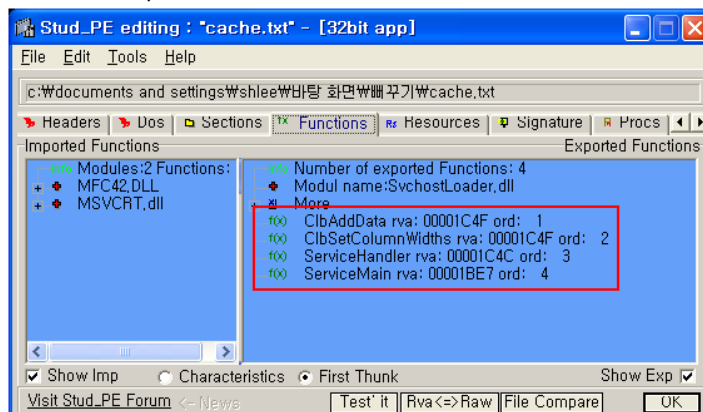 Stud_PE editing : "cache.txt" - [32bit app]
File Edit Tools Help
c:₩documents and settings₩shlee₩바탕 화면₩뻐꾸기₩cache.txt
Headers Dos Sections Functions Resources Signature Procs
Imported Functions Exported Functions
info Modules:2 Functions:
MFC42.DLL
MSVCRT.dll
info Number of exported Functions: 4
Modul name:SvchostLoader.dll
More
f(x) ClbAddData rva: 00001C4F ord: 1
f(x) ClbSetColumnWidths rva: 00001C4F ord: 2
f(x) ServiceHandler rva: 00001C4C ord: 3
f(x) ServiceMain rva: 00001BE7 ord: 4
Show Imp Characteristics First Thunk Show Exp
Visit Stud_PE Forum <- News Test' it Rva<=>Raw File Compare OK